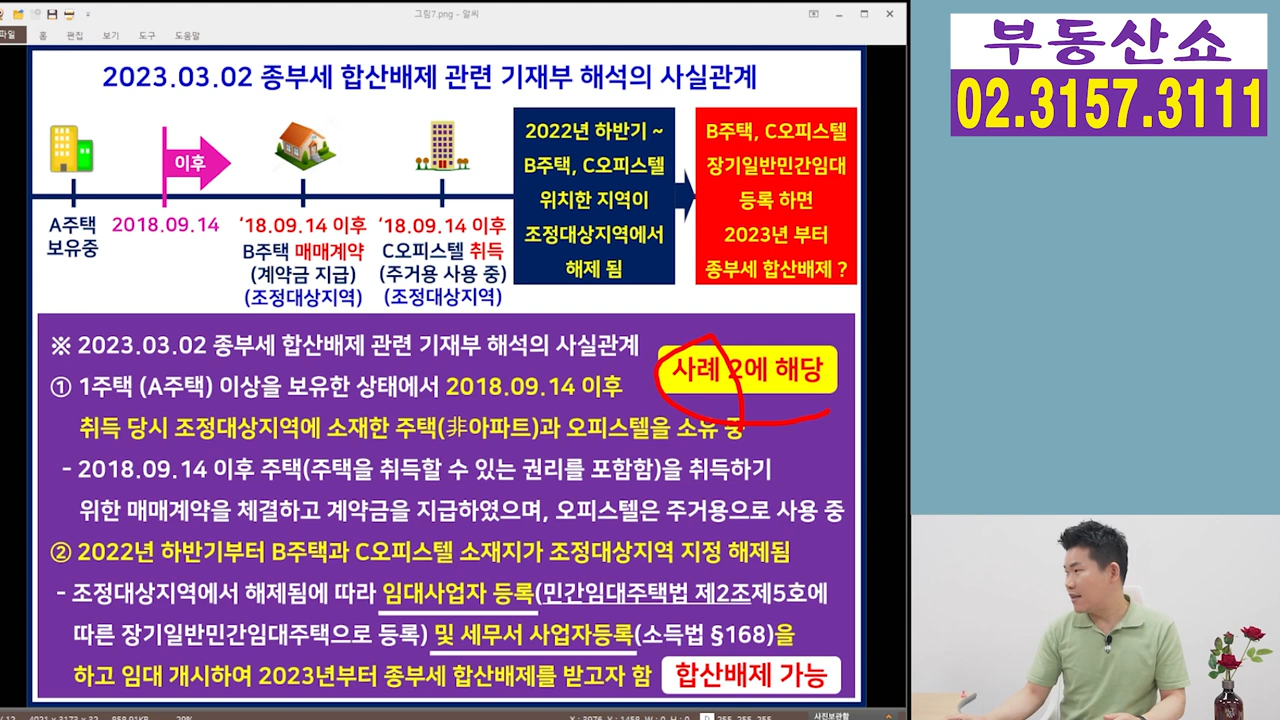 그림7.png - 알씨
파일 홈 편집 보기 도구 도움말
부동산쇼
02.3157.3111
2023.03.02 종부세 합산배제 관련 기재부 해석의 사실관계
이후
A주택
보유중
2018.09.14
‘18.09.14 이후
B주택 매매계약
(계약금 지급)
(조정대상지역)
‘18.09.14 이후
C오피스텔 취득
(주거용 사용 중)
(조정대상지역)
2022년 하반기 ~
B주택, C오피스텔
위치한 지역이
조정대상지역에서
해제 됨
B주택, C오피스텔
장기일반민간임대
등록 하면
2023년 부터
종부세 합산배제 ?
※ 2023.03.02 종부세 합산배제 관련 기재부 해석의 사실관계
사례 2에 해당
① 1주택 (A주택) 이상을 보유한 상태에서 2018.09.14 이후
취득 당시 조정대상지역에 소재한 주택(非아파트)과 오피스텔을 소유 중
- 2018.09.14 이후 주택(주택을 취득할 수 있는 권리를 포함함)을 취득하기
위한 매매계약을 체결하고 계약금을 지급하였으며, 오피스텔은 주거용으로 사용 중
② 2022년 하반기부터 B주택과 C오피스텔 소재지가 조정대상지역 지정 해제됨
- 조정대상지역에서 해제됨에 따라 임대사업자 등록(민간임대주택법 제2조제5호에
따른 장기일반민간임대주택으로 등록) 및 세무서 사업자등록(소득법 §168)을
하고 임대 개시하여 2023년부터 종부세 합산배제를 받고자 함
합산배제 가능